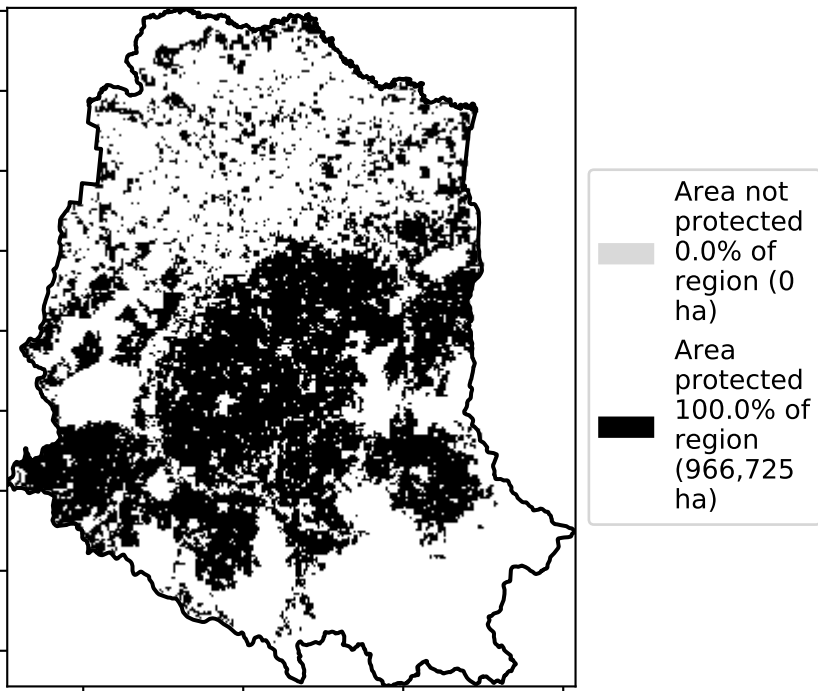 Area not
protected
0.0% of
region (0
ha)
Area
protected
100.0% of
region
(966,725
ha)